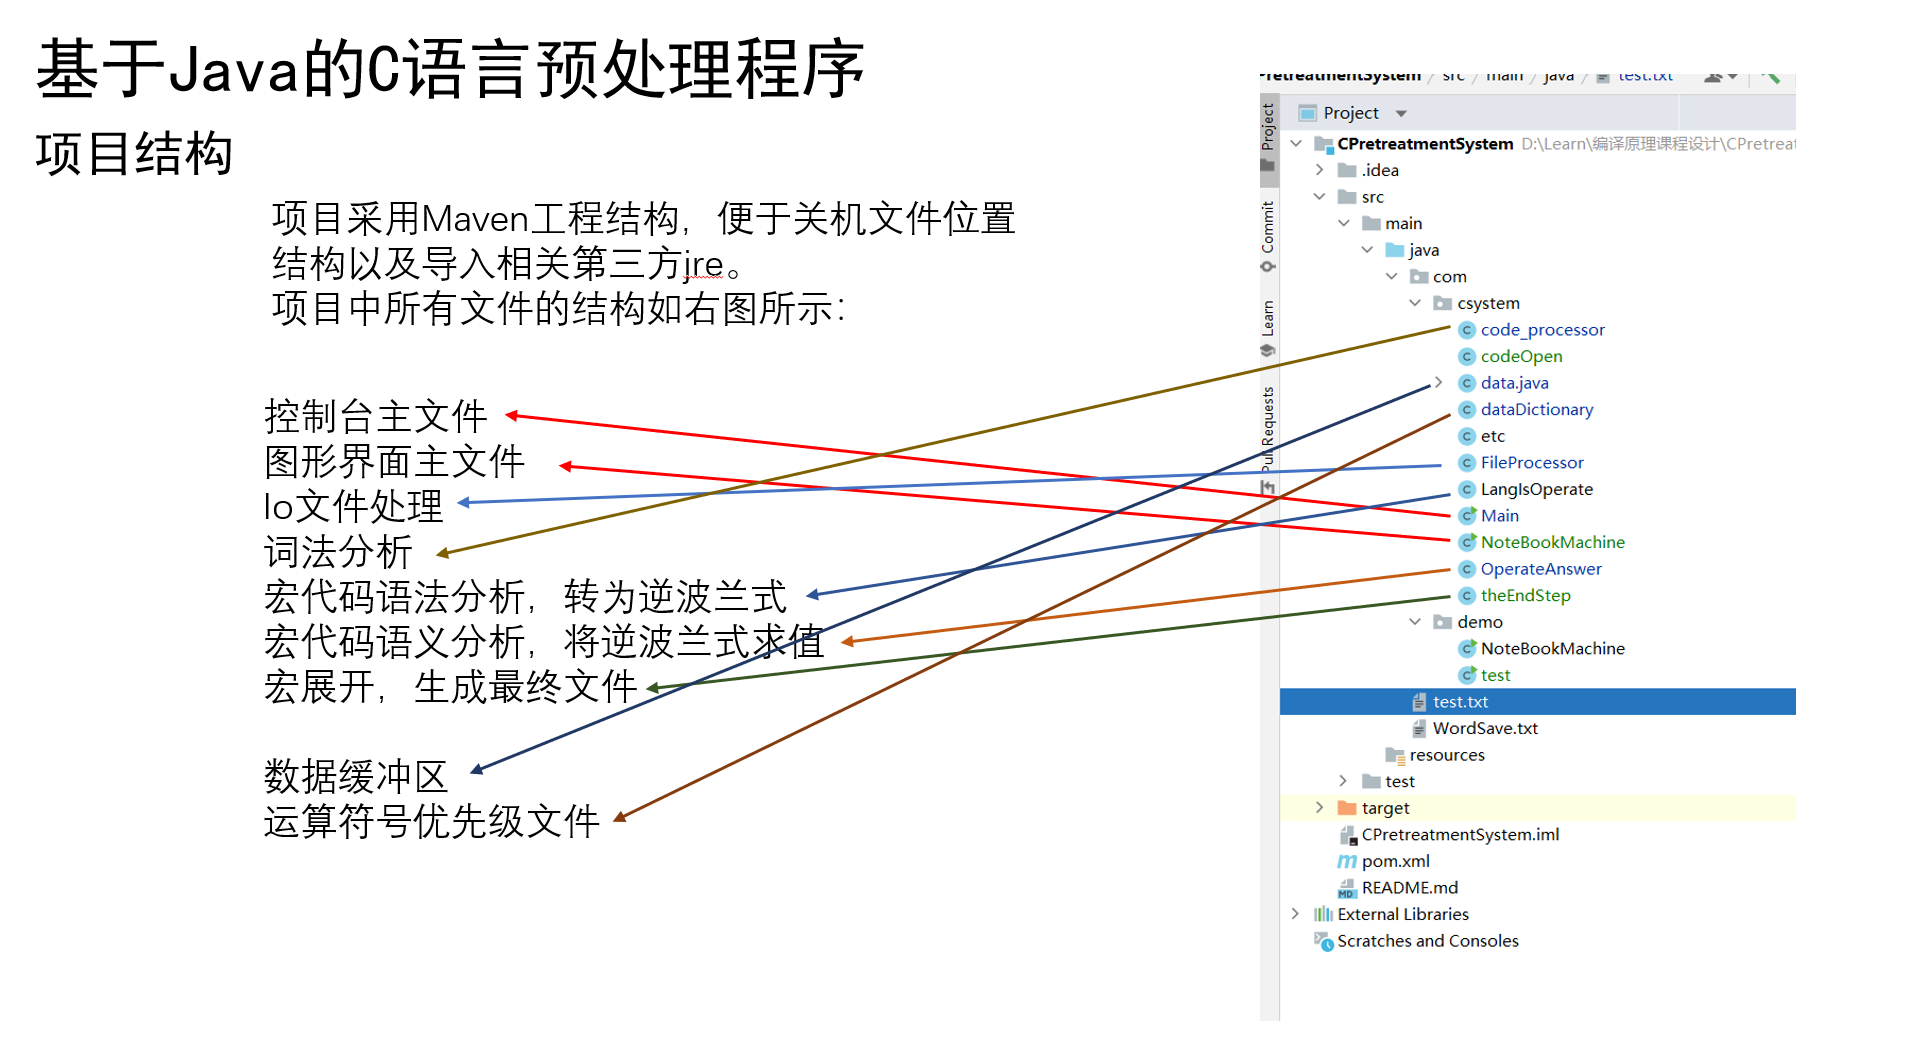 基于Java的C语言预处理程序
项目结构
项目采用Maven工程结构，便于关机文件位置
结构以及导入相关第三方jre。
项目中所有文件的结构如右图所示：
控制台主文件
图形界面主文件
Io文件处理
词法分析
宏代码语法分析，转为逆波兰式
宏代码语义分析，将逆波兰式求值
宏展开，生成最终文件
数据缓冲区
运算符号优先级文件
PretreatmentSystem / src / main / java / test.txt
Project
Commit
Learn
Pull Requests
Project
CPretreatmentSystem D:\Learn\编译原理课程设计\CPretreat
.idea
src
main
java
com
csystem
code_processor
codeOpen
data.java
dataDictionary
etc
FileProcessor
LangIsOperate
Main
NoteBookMachine
OperateAnswer
theEndStep
demo
NoteBookMachine
test
test.txt
WordSave.txt
resources
test
target
CPretreatmentSystem.iml
pom.xml
README.md
External Libraries
Scratches and Consoles